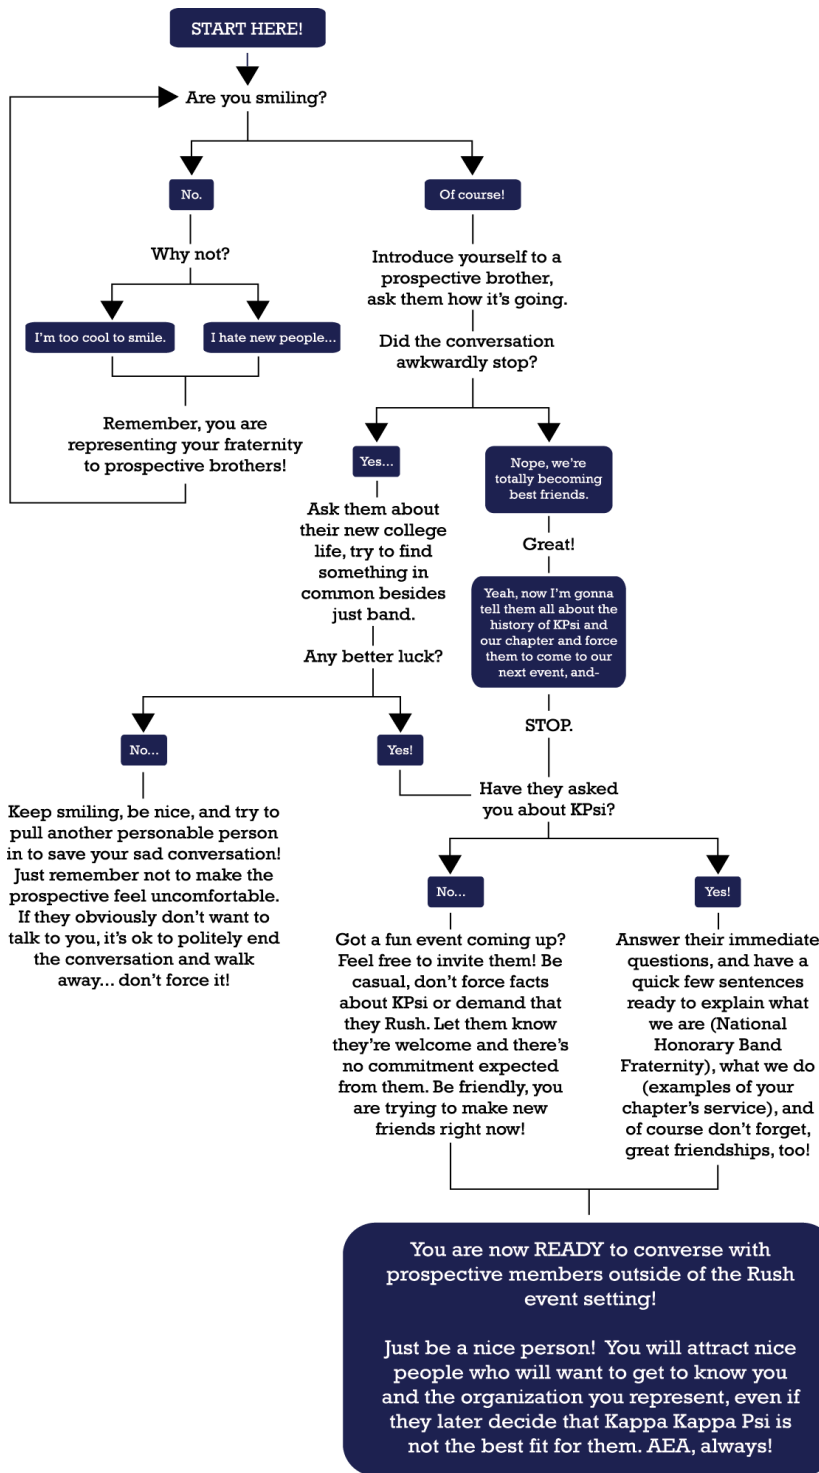 START HERE!
Are you smiling?
No.
Of course!
Why not?
Introduce yourself to a
prospective brother,
ask them how it's going.
I'm too cool to smile.
I hate new people...
Did the conversation
awkwardly stop?
Remember, you are
representing your fraternity
to prospective brothers!
Yes...
Nope, we're
totally becoming
best friends.
Ask them about
their new college
life, try to find
something in
common besides
just band.
Great!
Yeah, now I'm gonna
tell them all about the
history of KPsi and
our chapter and force
them to come to our
next event, and-
Any better luck?
STOP.
No...
Yes!
Have they asked
you about KPsi?
Keep smiling, be nice, and try to
pull another personable person
in to save your sad conversation!
Just remember not to make the
prospective feel uncomfortable.
If they obviously don't want to
talk to you, it's ok to politely end
the conversation and walk
away... don't force it!
No...
Yes!
Got a fun event coming up?
Feel free to invite them! Be
casual, don't force facts
about KPsi or demand that
they Rush. Let them know
they're welcome and there's
no commitment expected
from them. Be friendly, you
are trying to make new
friends right now!
Answer their immediate
questions, and have a
quick few sentences
ready to explain what
we are (National
Honorary Band
Fraternity), what we do
(examples of your
chapter's service), and
of course don't forget,
great friendships, too!
You are now READY to converse with
prospective members outside of the Rush
event setting!
Just be a nice person! You will attract nice
people who will want to get to know you
and the organization you represent, even if
they later decide that Kappa Kappa Psi is
not the best fit for them. AEA, always!